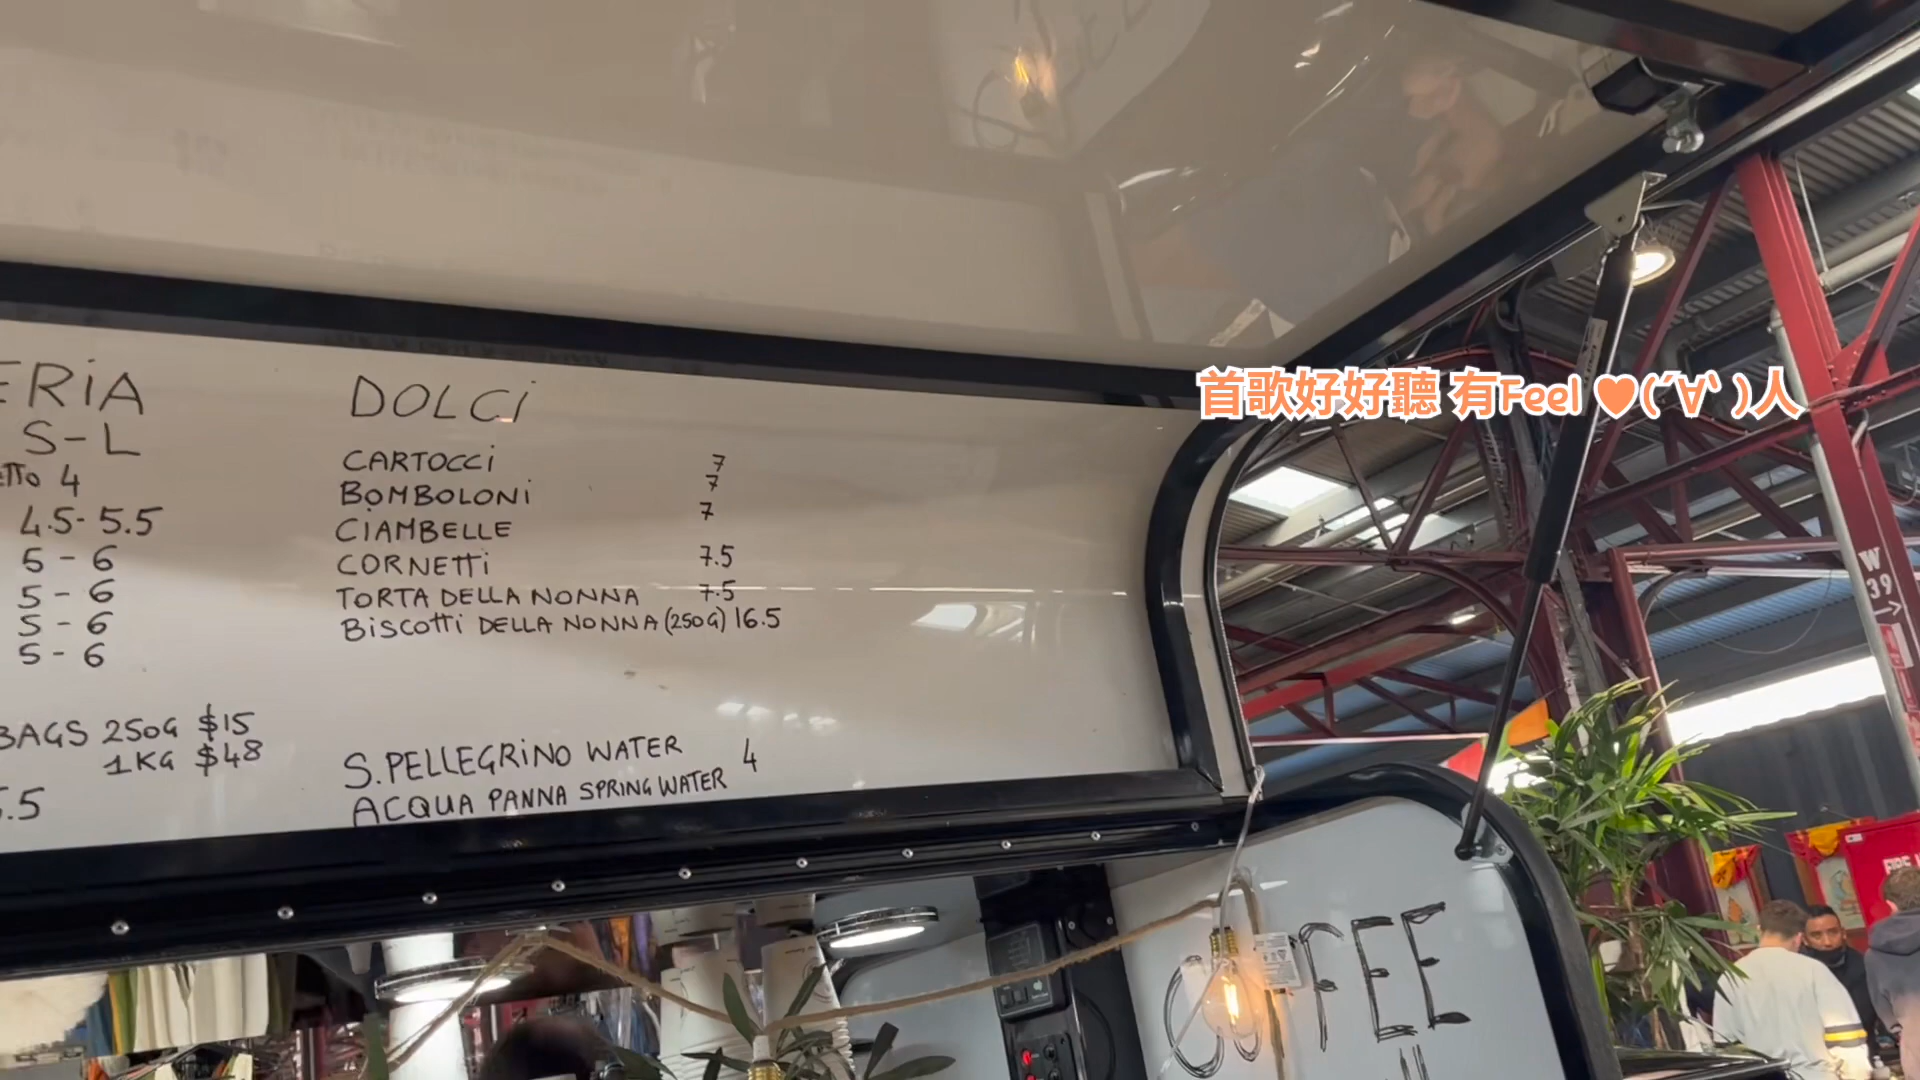 ERiA
S-L
etto 4
4.5-5.5
5 - 6
5 - 6
5 - 6
5 - 6
BAGS 250G $15
1KG $48
.5
DOLCi
CARTOCCi 7
BOMBOLONi 7
CIAMBELLE 7
CORNETTi 7.5
TORTA DELLA NONNA 7.5
BiSCOTTi DELLA NONNA (250G) 16.5
S.PELLEGRiNO WATER 4
ACQUA PANNA SPRING WATER
首歌好好聽 有Feel ♥(´∀`)人
W
39
→
COFFEE